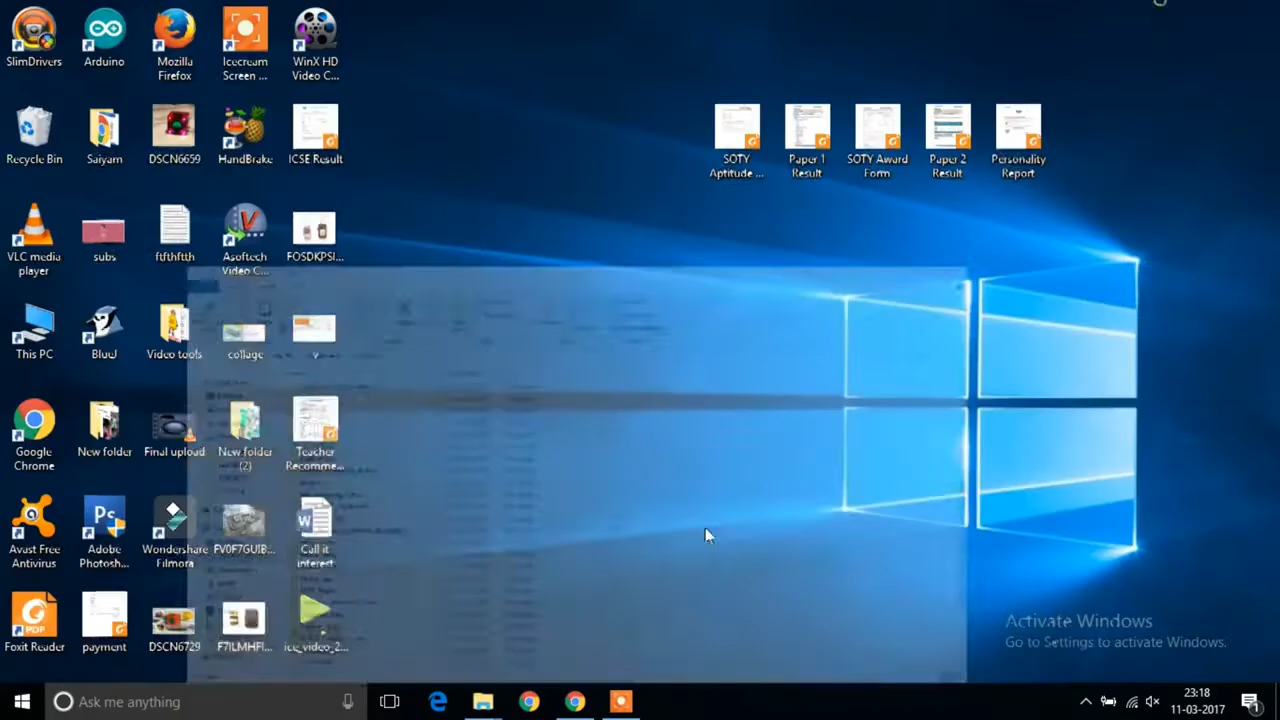 SlimDrivers
Arduino
Mozilla
Firefox
Icecream
Screen ...
WinX HD
Video C...
Recycle Bin
Saiyam
DSCN6659
HandBrake
ICSE Result
SOTY
Aptitude ...
Paper 1
Result
SOTY Award
Form
Paper 2
Result
Personality
Report
VLC media
player
subs
ftfthftth
Asoftech
Video C...
FOSDKPSI...
This PC
BlueJ
Video tools
collage
v
Google
Chrome
New folder
Final upload
New folder
(2)
Teacher
Recomme...
Avast Free
Antivirus
Adobe
Photosh...
Wondershare
Filmora
FV0F7GUIB...
Call it
interest
Foxit Reader
payment
DSCN6729
F7ILMHFI...
ice_video_2...
Activate Windows
Go to Settings to activate Windows.
Ask me anything
23:18
11-03-2017